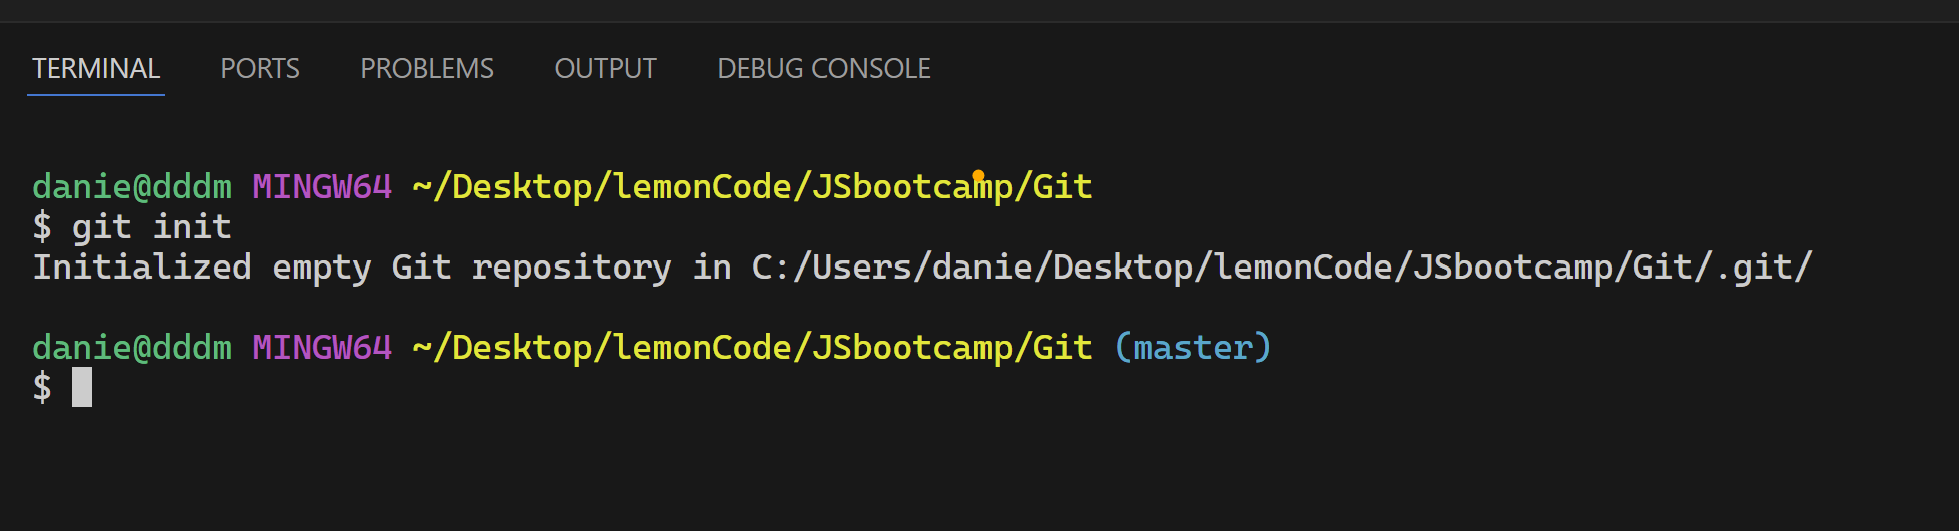 TERMINAL PORTS PROBLEMS OUTPUT DEBUG CONSOLE
danie@dddm MINGW64 ~/Desktop/lemonCode/JSbootcamp/Git
$ git init
Initialized empty Git repository in C:/Users/danie/Desktop/lemonCode/JSbootcamp/Git/.git/
danie@dddm MINGW64 ~/Desktop/lemonCode/JSbootcamp/Git (master)
$